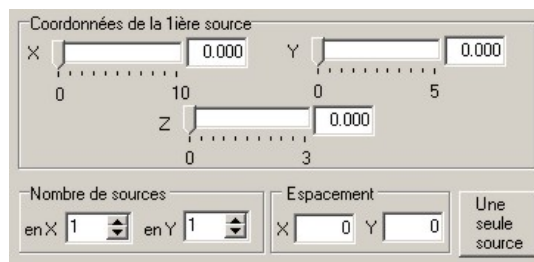 Coordonnées de la 1ière source
X 0.000 Y 0.000
0 10 0 5
Z 0.000
0 3
Nombre de sources Espacement
en X 1 en Y 1 X 0 Y 0
Une
seule
source